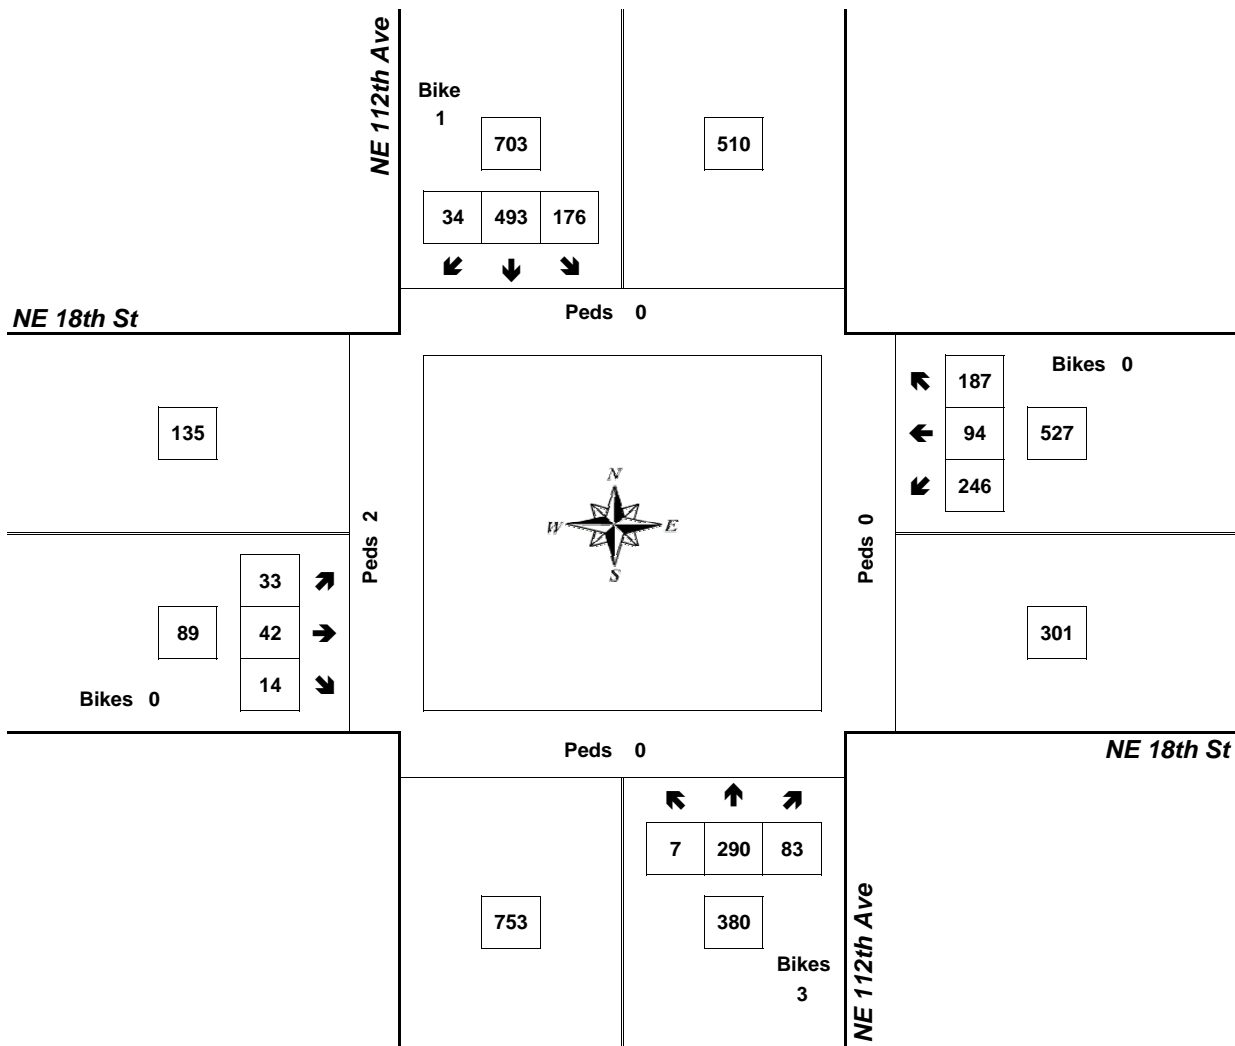 NE 112th Ave
Bike
1
703
510
34 493 176
Peds 0
NE 18th St
187
Bikes 0
135
94
527
246
N
W E
S
Peds 2
Peds 0
33
89
42
301
14
Bikes 0
Peds 0
NE 18th St
7 290 83
753
380
Bikes
3
NE 112th Ave